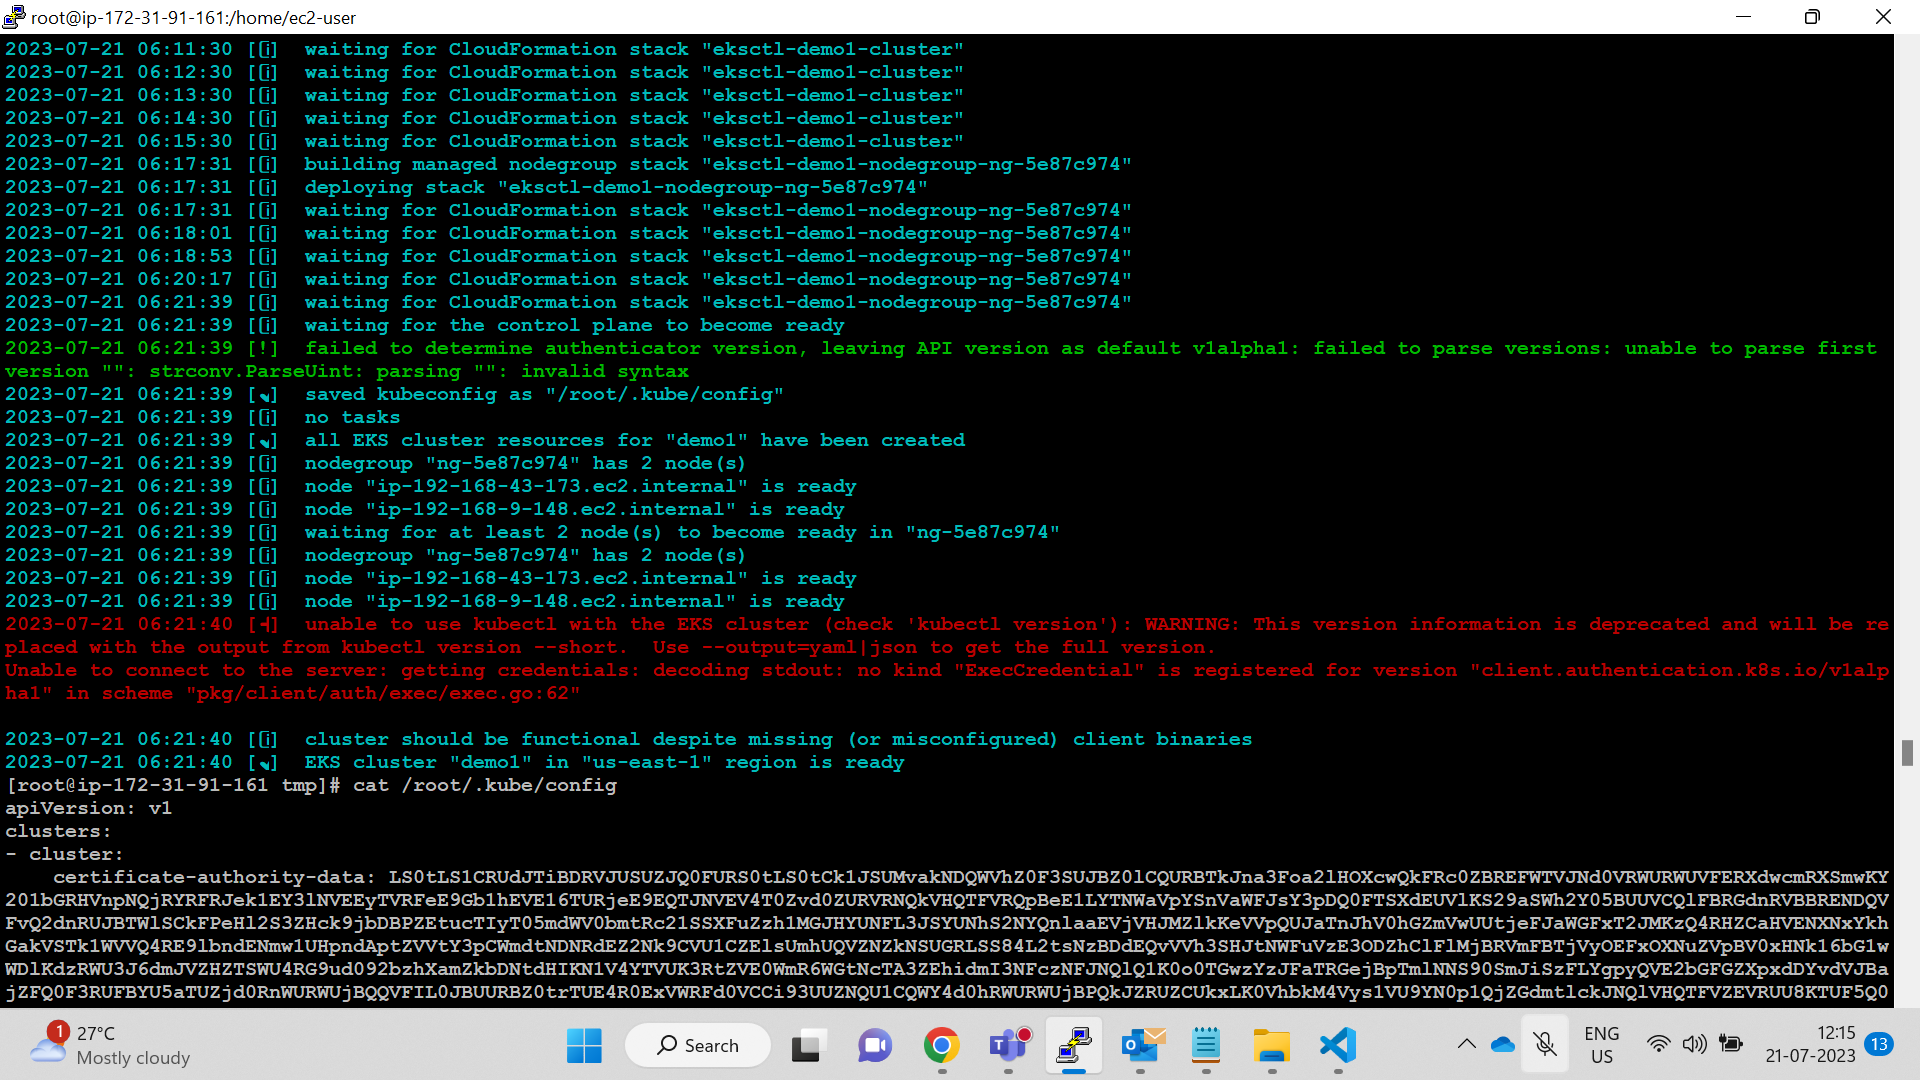 root@ip-172-31-91-161:/home/ec2-user
2023-07-21 06:11:30 [ℹ]  waiting for CloudFormation stack "eksctl-demo1-cluster"
2023-07-21 06:12:30 [ℹ]  waiting for CloudFormation stack "eksctl-demo1-cluster"
2023-07-21 06:13:30 [ℹ]  waiting for CloudFormation stack "eksctl-demo1-cluster"
2023-07-21 06:14:30 [ℹ]  waiting for CloudFormation stack "eksctl-demo1-cluster"
2023-07-21 06:15:30 [ℹ]  waiting for CloudFormation stack "eksctl-demo1-cluster"
2023-07-21 06:17:31 [ℹ]  building managed nodegroup stack "eksctl-demo1-nodegroup-ng-5e87c974"
2023-07-21 06:17:31 [ℹ]  deploying stack "eksctl-demo1-nodegroup-ng-5e87c974"
2023-07-21 06:17:31 [ℹ]  waiting for CloudFormation stack "eksctl-demo1-nodegroup-ng-5e87c974"
2023-07-21 06:18:01 [ℹ]  waiting for CloudFormation stack "eksctl-demo1-nodegroup-ng-5e87c974"
2023-07-21 06:18:53 [ℹ]  waiting for CloudFormation stack "eksctl-demo1-nodegroup-ng-5e87c974"
2023-07-21 06:20:17 [ℹ]  waiting for CloudFormation stack "eksctl-demo1-nodegroup-ng-5e87c974"
2023-07-21 06:21:39 [ℹ]  waiting for CloudFormation stack "eksctl-demo1-nodegroup-ng-5e87c974"
2023-07-21 06:21:39 [ℹ]  waiting for the control plane to become ready
2023-07-21 06:21:39 [!]  failed to determine authenticator version, leaving API version as default v1alpha1: failed to parse versions: unable to parse first
version "": strconv.ParseUint: parsing "": invalid syntax
2023-07-21 06:21:39 [✔]  saved kubeconfig as "/root/.kube/config"
2023-07-21 06:21:39 [ℹ]  no tasks
2023-07-21 06:21:39 [✔]  all EKS cluster resources for "demo1" have been created
2023-07-21 06:21:39 [ℹ]  nodegroup "ng-5e87c974" has 2 node(s)
2023-07-21 06:21:39 [ℹ]  node "ip-192-168-43-173.ec2.internal" is ready
2023-07-21 06:21:39 [ℹ]  node "ip-192-168-9-148.ec2.internal" is ready
2023-07-21 06:21:39 [ℹ]  waiting for at least 2 node(s) to become ready in "ng-5e87c974"
2023-07-21 06:21:39 [ℹ]  nodegroup "ng-5e87c974" has 2 node(s)
2023-07-21 06:21:39 [ℹ]  node "ip-192-168-43-173.ec2.internal" is ready
2023-07-21 06:21:39 [ℹ]  node "ip-192-168-9-148.ec2.internal" is ready
2023-07-21 06:21:40 [✖]  unable to use kubectl with the EKS cluster (check 'kubectl version'): WARNING: This version information is deprecated and will be re
placed with the output from kubectl version --short.  Use --output=yaml|json to get the full version.
Unable to connect to the server: getting credentials: decoding stdout: no kind "ExecCredential" is registered for version "client.authentication.k8s.io/v1alp
ha1" in scheme "pkg/client/auth/exec/exec.go:62"
2023-07-21 06:21:40 [ℹ]  cluster should be functional despite missing (or misconfigured) client binaries
2023-07-21 06:21:40 [✔]  EKS cluster "demo1" in "us-east-1" region is ready
[root@ip-172-31-91-161 tmp]# cat /root/.kube/config
apiVersion: v1
clusters:
- cluster:
    certificate-authority-data:
27°C
Mostly cloudy
1
Search
ENG
US
12:15
21-07-2023
13